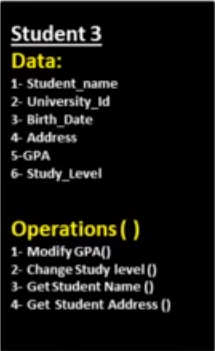 Student 3
Data:
1- Student_name
2- University_Id
3- Birth_Date
4- Address
5-GPA
6- Study_Level
Operations ( )
1- Modify GPA()
2- Change Study level ()
3- Get Student Name ()
4- Get Student Address ()